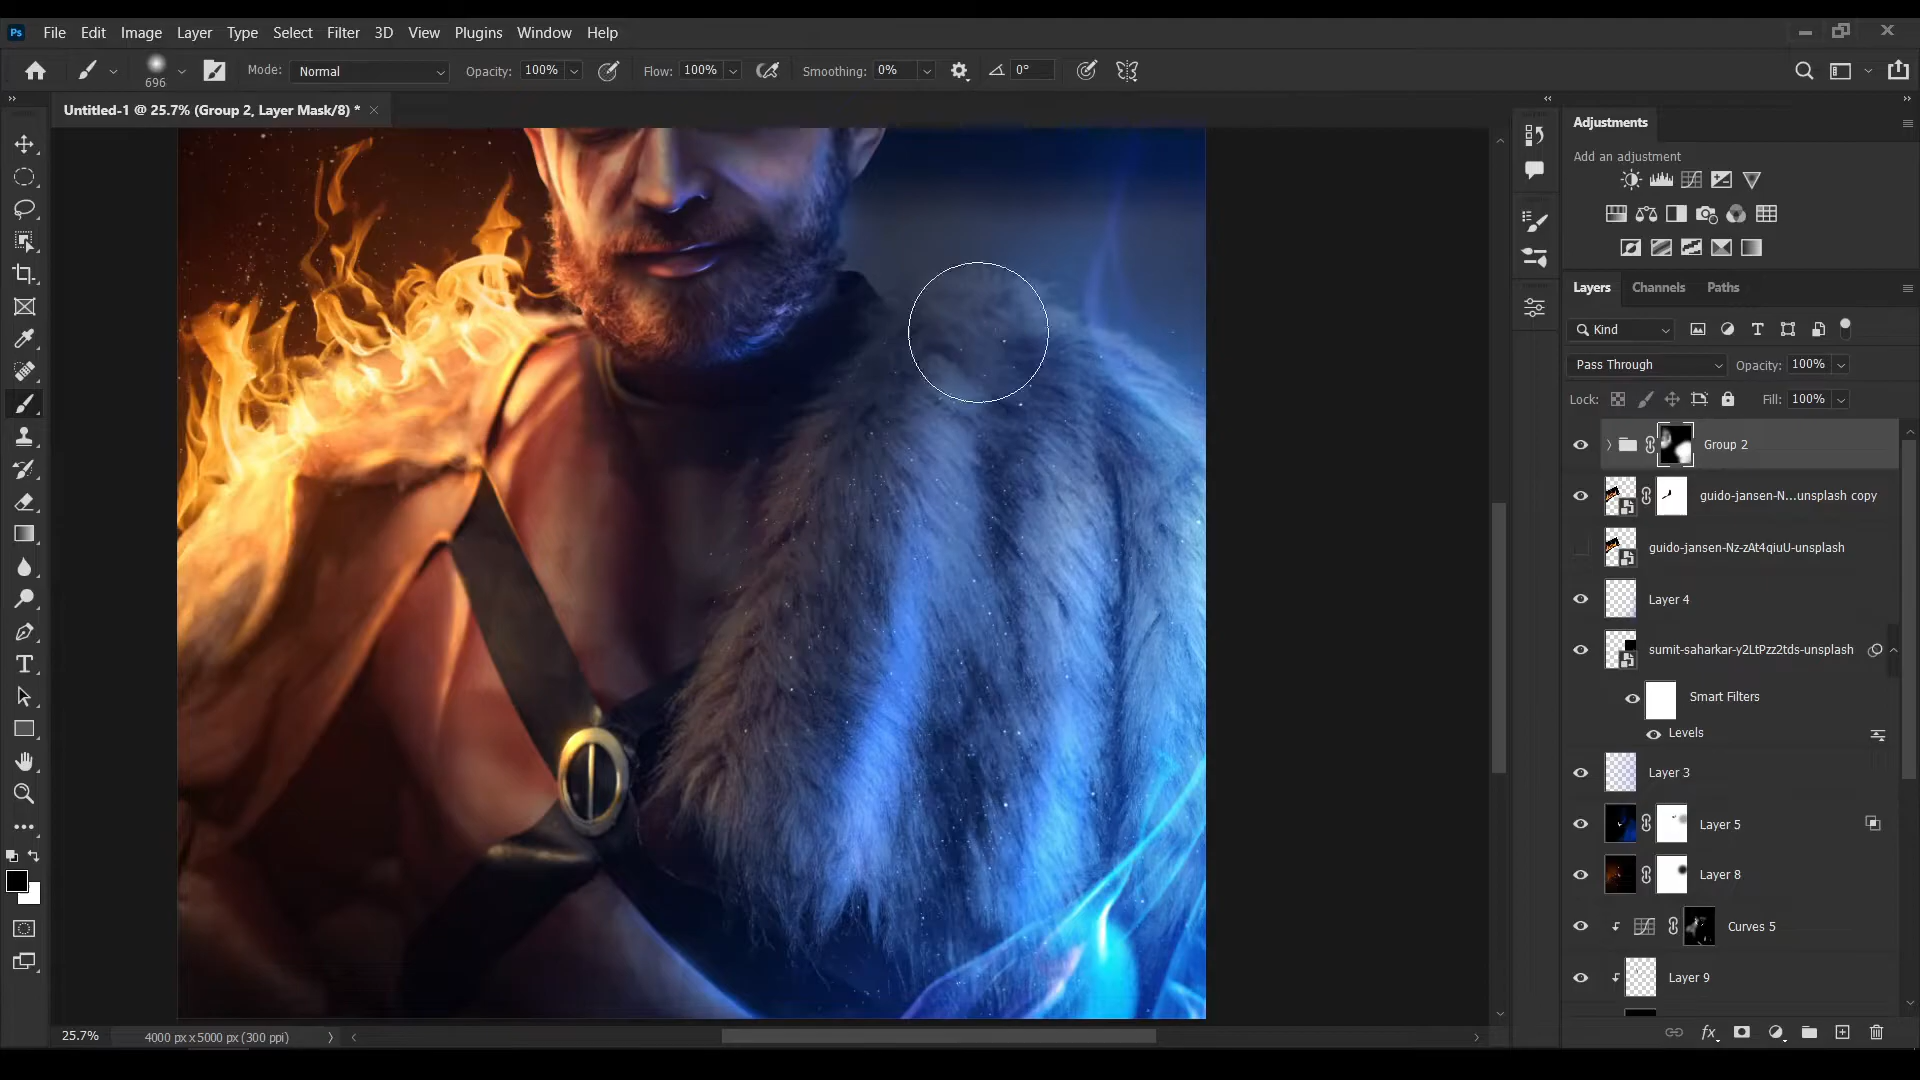 Ps File Edit Image Layer Type Select Filter 3D View Plugins Window Help
696 Mode: Normal Opacity: 100% Flow: 100% Smoothing: 0% 0°
Untitled-1 @ 25.7% (Group 2, Layer Mask/8) *
Adjustments
Add an adjustment
Layers Channels Paths
Kind
Pass Through Opacity: 100%
Lock: Fill: 100%
Group 2
guido-jansen-N...unsplash copy
guido-jansen-Nz-zAt4qiuU-unsplash
Layer 4
sumit-saharkar-y2LtPzz2tds-unsplash
Smart Filters
Levels
Layer 3
Layer 5
Layer 8
Curves 5
Layer 9
25.7% 4000 px x 5000 px (300 ppi)
fx